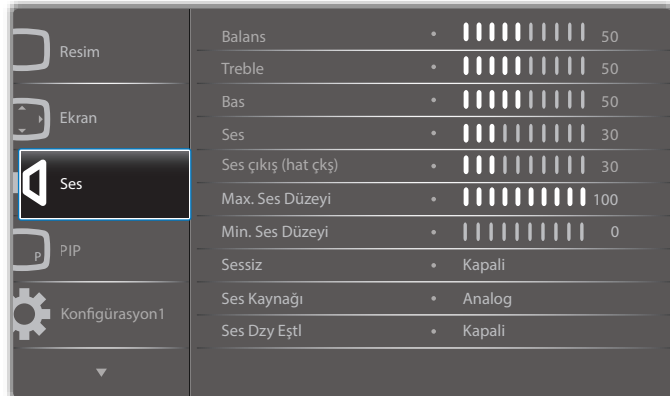 Resim
Ekran
Ses
P
PIP
Konfigürasyon1
Balans • 50
Treble • 50
Bas • 50
Ses • 30
Ses çıkış (hat çkş) • 30
Max. Ses Düzeyi • 100
Min. Ses Düzeyi • 0
Sessiz • Kapali
Ses Kaynağı • Analog
Ses Dzy Eştl • Kapali